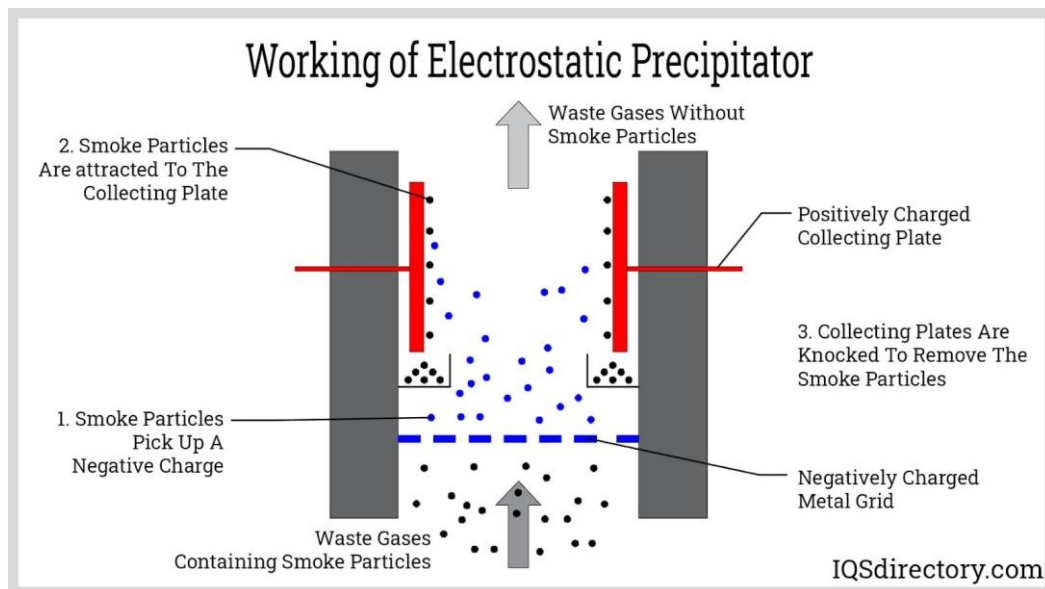 Working of Electrostatic Precipitator
Waste Gases Without
Smoke Particles
2. Smoke Particles
Are attracted To The
Collecting Plate
Positively Charged
Collecting Plate
3. Collecting Plates Are
Knocked To Remove The
Smoke Particles
1. Smoke Particles
Pick Up A
Negative Charge
Negatively Charged
Metal Grid
Waste Gases
Containing Smoke Particles
IQSdirectory.com